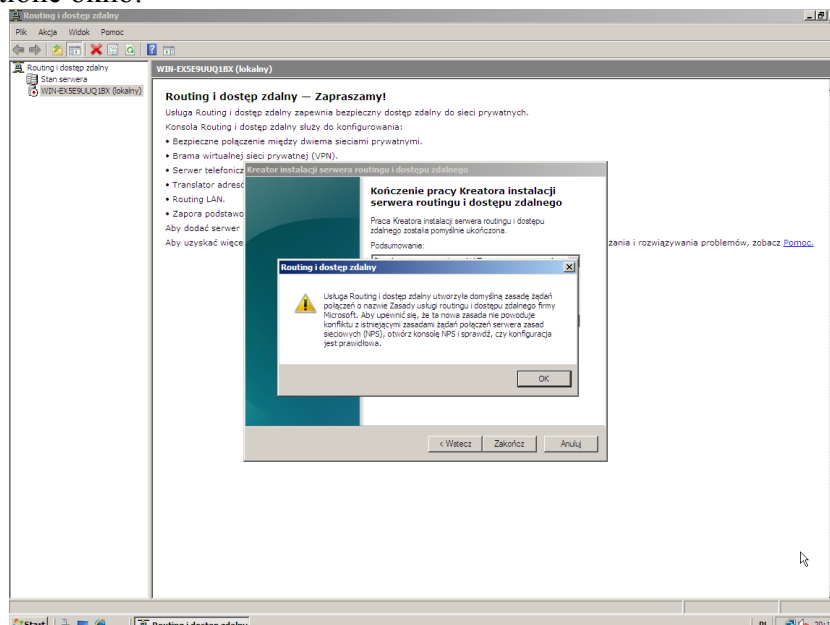 okno.
Routing i dostęp zdalny
Plik Akcja Widok Pomoc
Routing i dostęp zdalny
Stan serwera
WIN-EX5E9UUQ1BX (lokalny)
WIN-EX5E9UUQ1BX (lokalny)
Routing i dostęp zdalny — Zapraszamy!
Usługa Routing i dostęp zdalny zapewnia bezpieczny dostęp zdalny do sieci prywatnych.
Konsola Routing i dostęp zdalny służy do konfigurowania:
• Bezpieczne połączenie między dwiema sieciami prywatnymi.
• Brama wirtualnej sieci prywatnej (VPN).
• Serwer telefonicz
• Translator adresó
• Routing LAN.
• Zapora podstawo
Aby dodać serwer
Aby uzyskać więce
zania i rozwiązywania problemów, zobacz Pomoc.
Kreator instalacji serwera routingu i dostępu zdalnego
Kończenie pracy Kreatora instalacji
serwera routingu i dostępu zdalnego
Praca Kreatora instalacji serwera routingu i dostępu
zdalnego została pomyślnie ukończona.
Podsumowanie:
Routing i dostęp zdalny
Usługa Routing i dostęp zdalny utworzyła domyślną zasadę żądań
połączeń o nazwie Zasady usługi routingu i dostępu zdalnego firmy
Microsoft. Aby upewnić się, że ta nowa zasada nie powoduje
konfliktu z istniejącymi zasadami żądań połączeń serwera zasad
sieciowych (NPS), otwórz konsolę NPS i sprawdź, czy konfiguracja
jest prawidłowa.
OK
< Wstecz Zakończ Anuluj
Start Routing i dostęp zdalny PL